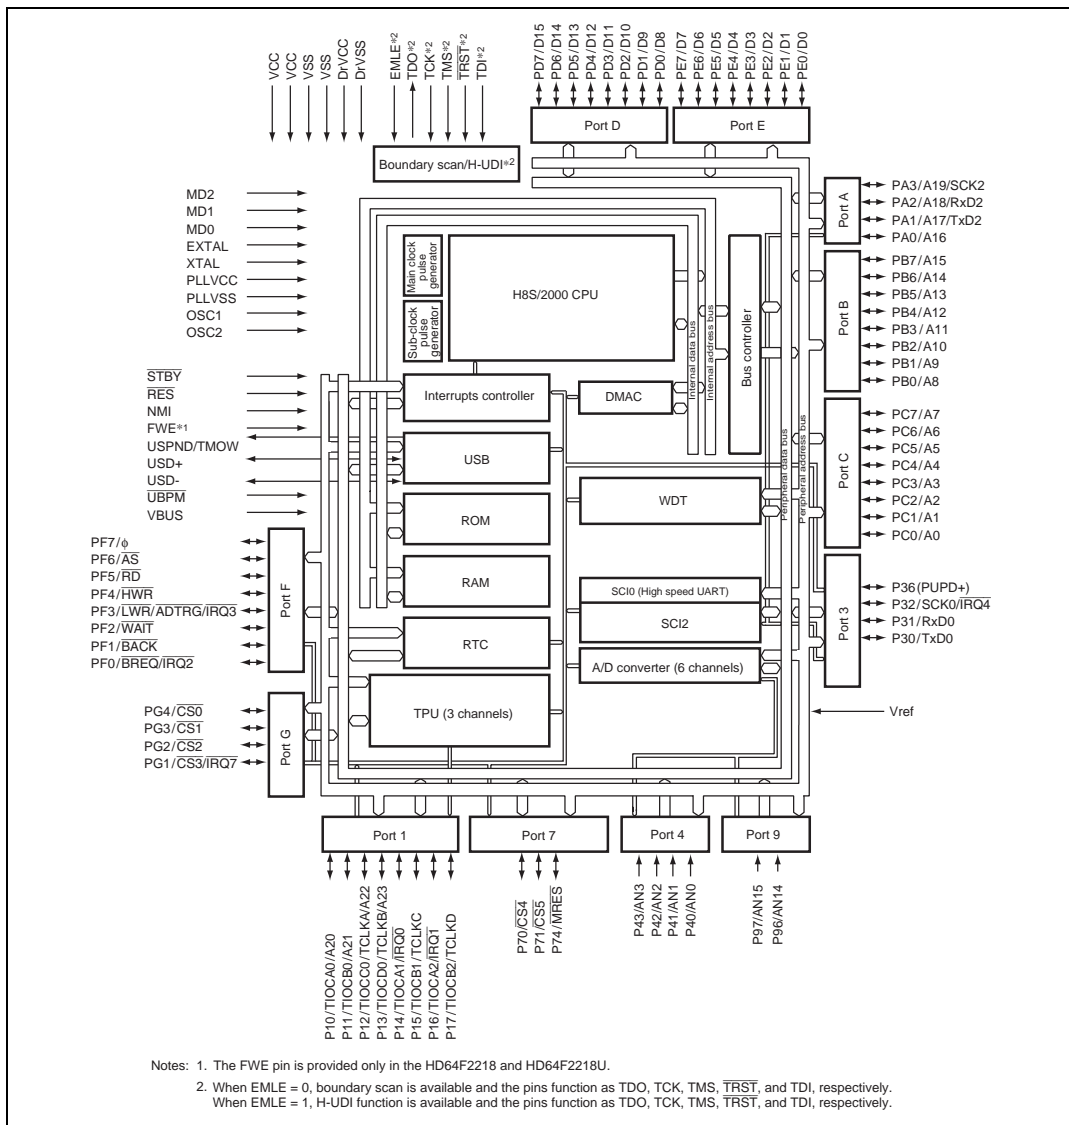 VCC
VCC
VSS
VSS
DrVCC
DrVSS
EMLE*2
TDO*2
TCK*2
TMS*2
TRST*2
TDI*2
PD7/D15
PD6/D14
PD5/D13
PD4/D12
PD3/D11
PD2/D10
PD1/D9
PD0/D8
PE7/D7
PE6/D6
PE5/D5
PE4/D4
PE3/D3
PE2/D2
PE1/D1
PE0/D0
Port D
Port E
Boundary scan/H-UDI*2
MD2
MD1
MD0
EXTAL
XTAL
PLLVCC
PLLVSS
OSC1
OSC2
STBY
RES
NMI
FWE*1
USPND/TMOW
USD+
USD-
UBPM
VBUS
Main clock
pulse
generator
Sub-clock
pulse
generator
H8S/2000 CPU
Internal data bus
Internal address bus
Bus controller
Interrupts controller
DMAC
USB
WDT
ROM
RAM
SCI0 (High speed UART)
SCI2
RTC
A/D converter (6 channels)
TPU (3 channels)
Peripheral data bus
Peripheral address bus
Port A
PA3/A19/SCK2
PA2/A18/RxD2
PA1/A17/TxD2
PA0/A16
Port B
PB7/A15
PB6/A14
PB5/A13
PB4/A12
PB3/A11
PB2/A10
PB1/A9
PB0/A8
Port C
PC7/A7
PC6/A6
PC5/A5
PC4/A4
PC3/A3
PC2/A2
PC1/A1
PC0/A0
Port 3
P36 (PUPD+)
P32/SCK0/IRQ4
P31/RxD0
P30/TxD0
Vref
PF7/φ
PF6/AS
PF5/RD
PF4/HWR
PF3/LWR/ADTRG/IRQ3
PF2/WAIT
PF1/BACK
PF0/BREQ/IRQ2
Port F
PG4/CS0
PG3/CS1
PG2/CS2
PG1/CS3/IRQ7
Port G
Port 1
Port 7
Port 4
Port 9
P10/TIOCA0/A20
P11/TIOCB0/A21
P12/TIOCC0/TCLKA/A22
P13/TIOCD0/TCLKB/A23
P14/TIOCA1/IRQ0
P15/TIOCB1/TCLKC
P16/TIOCA2/IRQ1
P17/TIOCB2/TCLKD
P70/CS4
P71/CS5
P74/MRES
P43/AN3
P42/AN2
P41/AN1
P40/AN0
P97/AN15
P96/AN14
Notes: 1. The FWE pin is provided only in the HD64F2218 and HD64F2218U.
2. When EMLE = 0, boundary scan is available and the pins function as TDO, TCK, TMS, TRST, and TDI, respectively.
When EMLE = 1, H-UDI function is available and the pins function as TDO, TCK, TMS, TRST, and TDI, respectively.